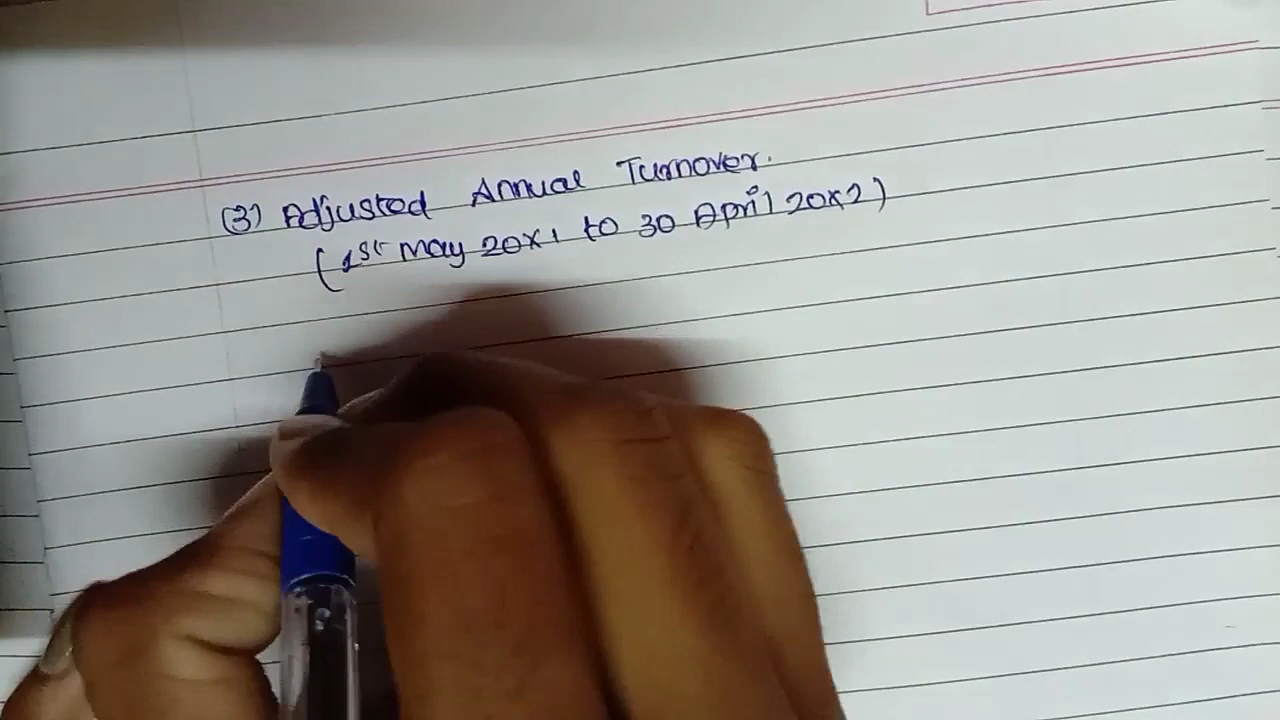 (3) Adjusted Annual Turnover.
(1st May 20x1 to 30 April 20x2)